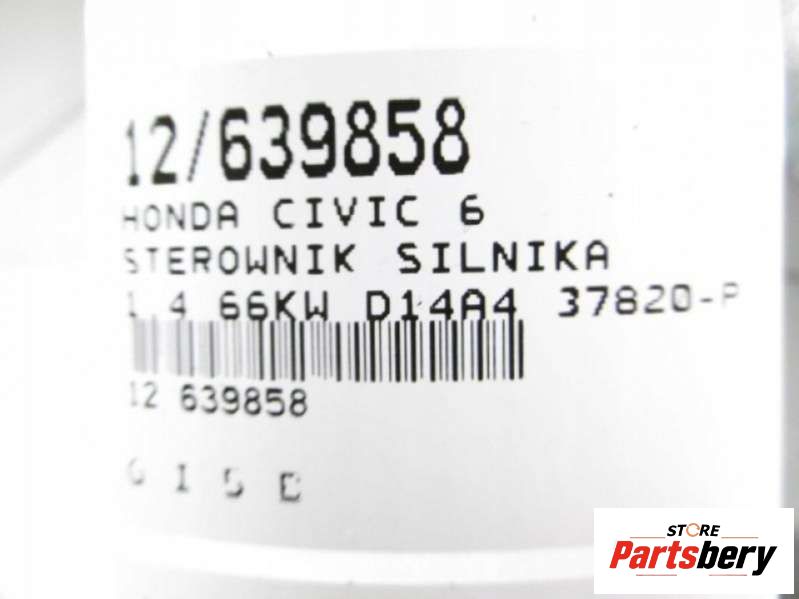 12/639858
HONDA CIVIC 6
STEROWNIK SILNIKA
1.4 66KW D14A4 37820-P
12 639858
STORE
Partsbery